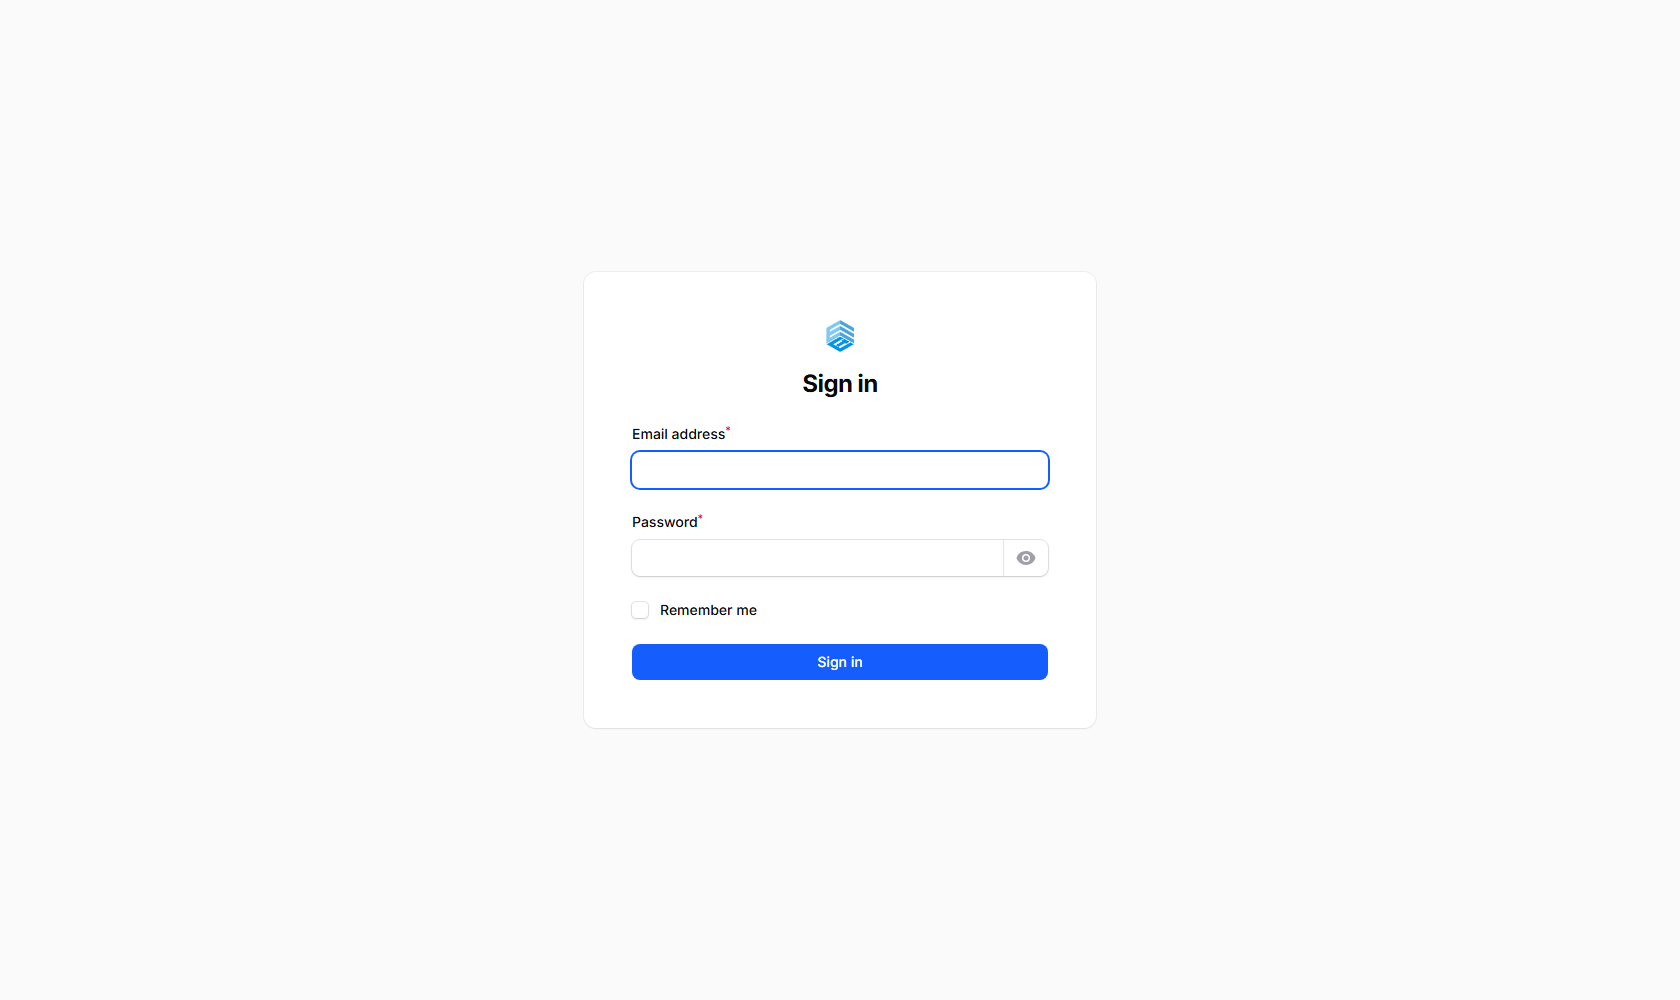 Sign in
Email address*
Password*
Remember me
Sign in